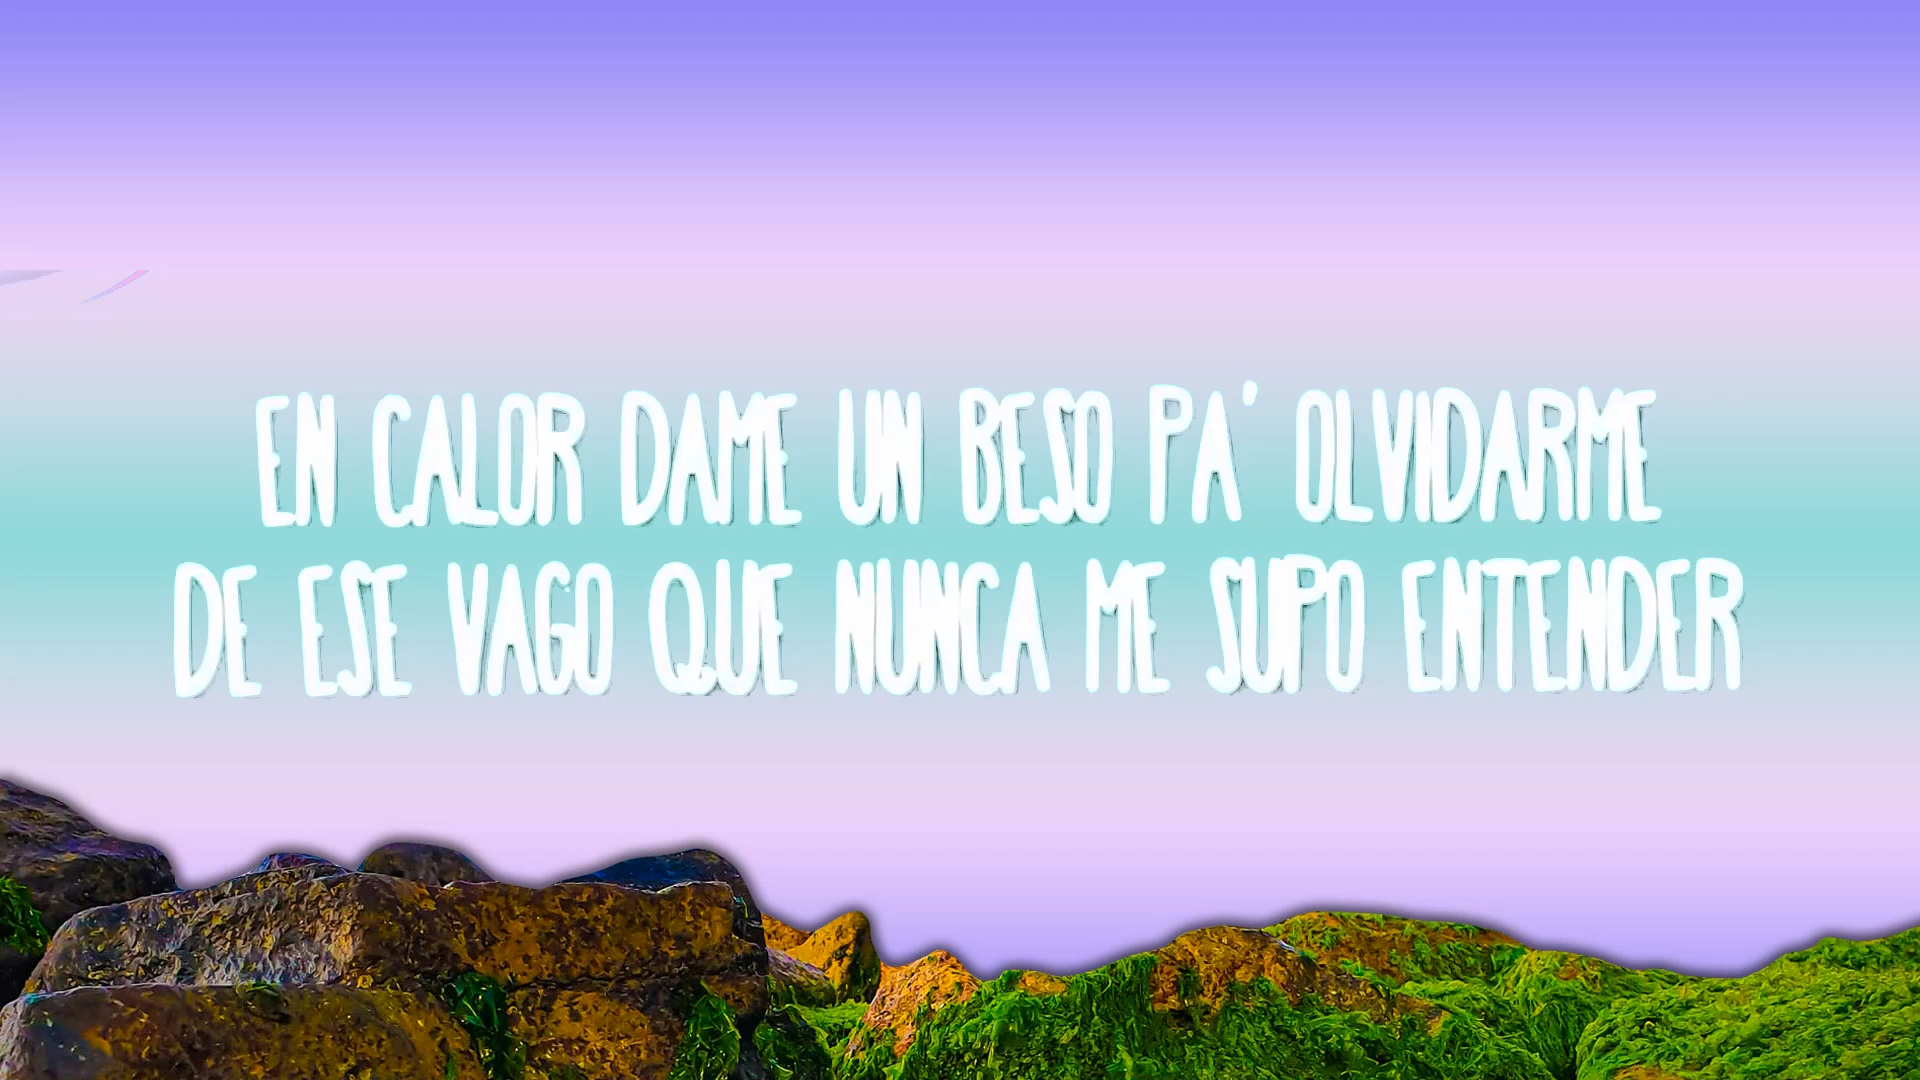 EN CALOR DAME UN BESO PA' OLVIDARME
DE ESE VAGO QUE NUNCA ME SUPO ENTENDER